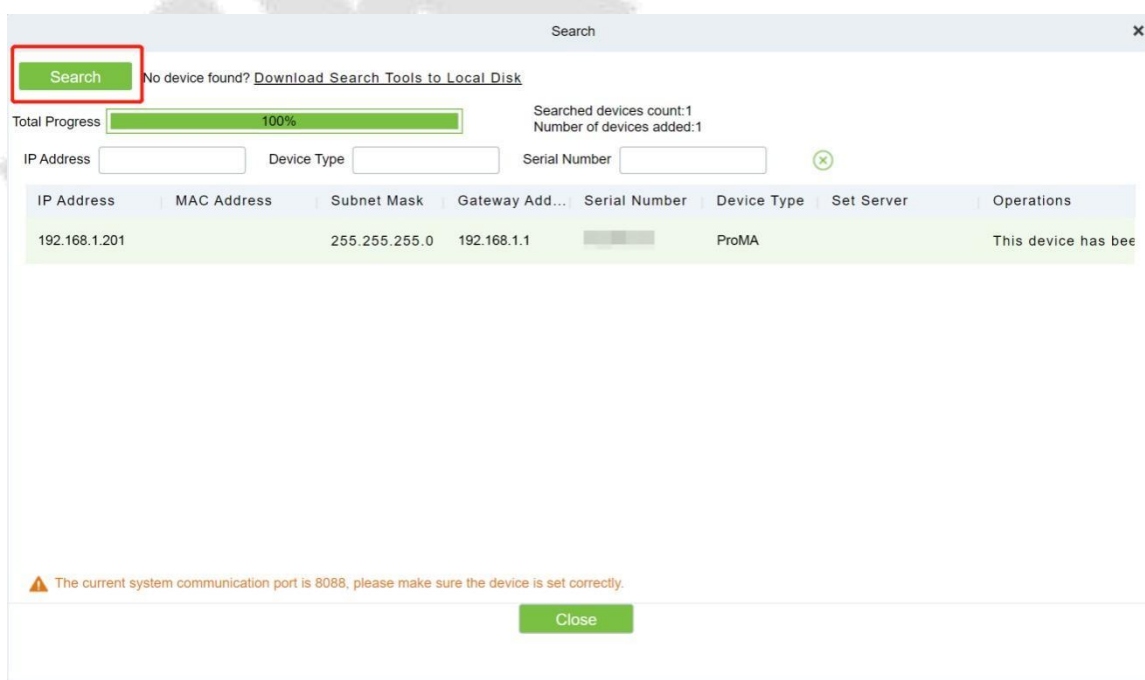 Search
Search No device found? Download Search Tools to Local Disk
Total Progress 100% Searched devices count:1
Number of devices added:1
IP Address Device Type Serial Number
IP Address MAC Address Subnet Mask Gateway Add... Serial Number Device Type Set Server Operations
192.168.1.201 255.255.255.0 192.168.1.1 ProMA This device has bee
The current system communication port is 8088, please make sure the device is set correctly.
Close